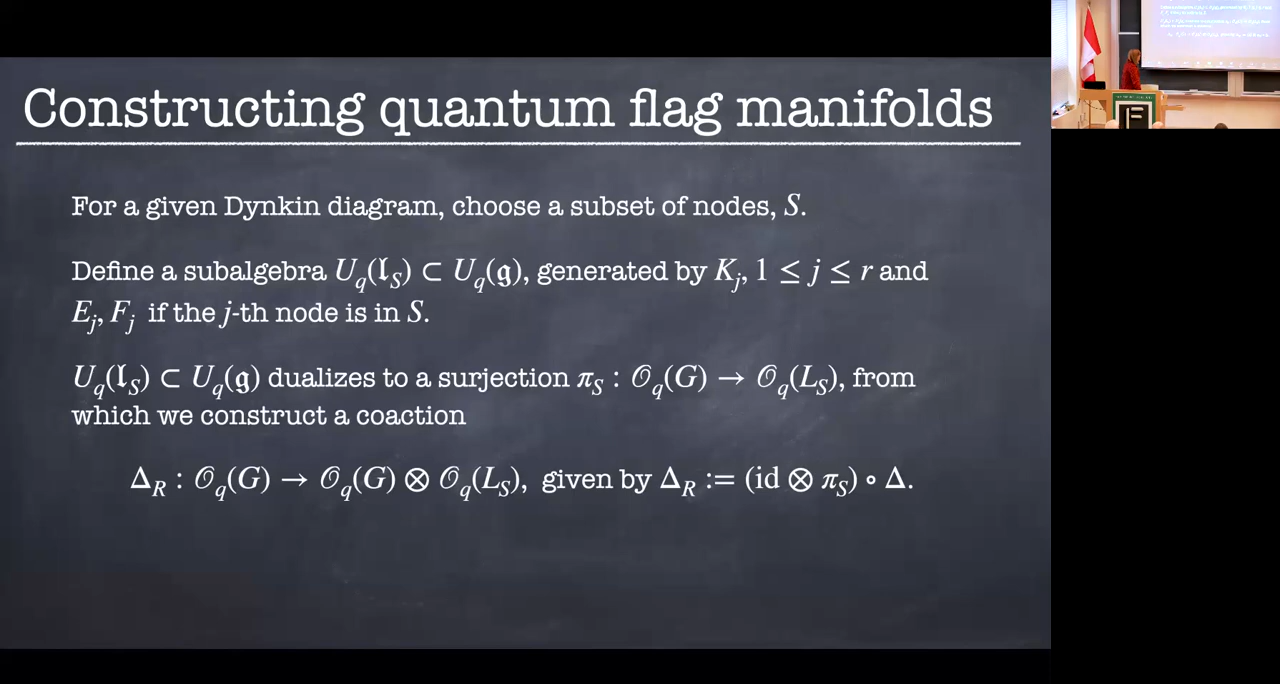 Constructing quantum flag manifolds
For a given Dynkin diagram, choose a subset of nodes, S.
Define a subalgebra U_q(𝔩_S) ⊂ U_q(𝔤), generated by K_j, 1 ≤ j ≤ r and
E_j, F_j if the j-th node is in S.
U_q(𝔩_S) ⊂ U_q(𝔤) dualizes to a surjection π_S : 𝒪_q(G) → 𝒪_q(L_S), from
which we construct a coaction
Δ_R : 𝒪_q(G) → 𝒪_q(G) ⊗ 𝒪_q(L_S), given by Δ_R := (id ⊗ π_S) ∘ Δ.